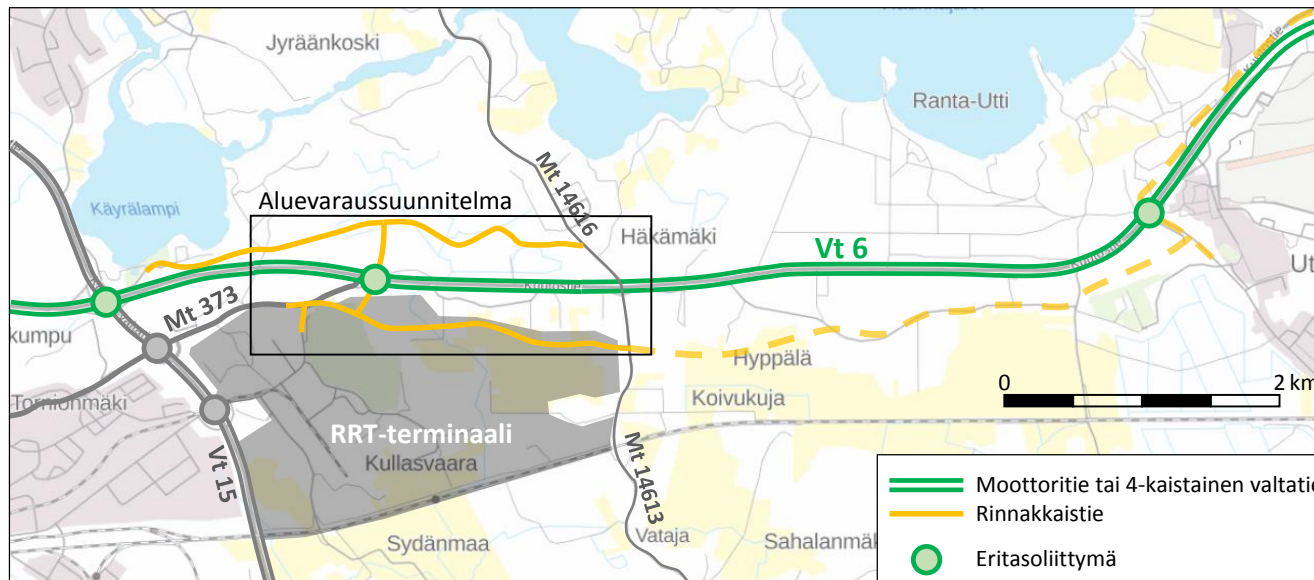 Jyräänkoski
Ranta-Utti
Mt 14616
Aluevaraussuunnitelma
Käyrälampi
Häkämäki
Vt 6
Mt 373
kumpu
Ut
Hyppälä
0
2 km
Koivukuja
Tornionmäki
RRT-terminaali
Kullasvaara
Vt 15
Mt 14613
Vataja
Sydänmaa
Sahalanmäk
Moottoritie tai 4-kaistainen valtatie
Rinnakkaistie
Eritasoliittymä